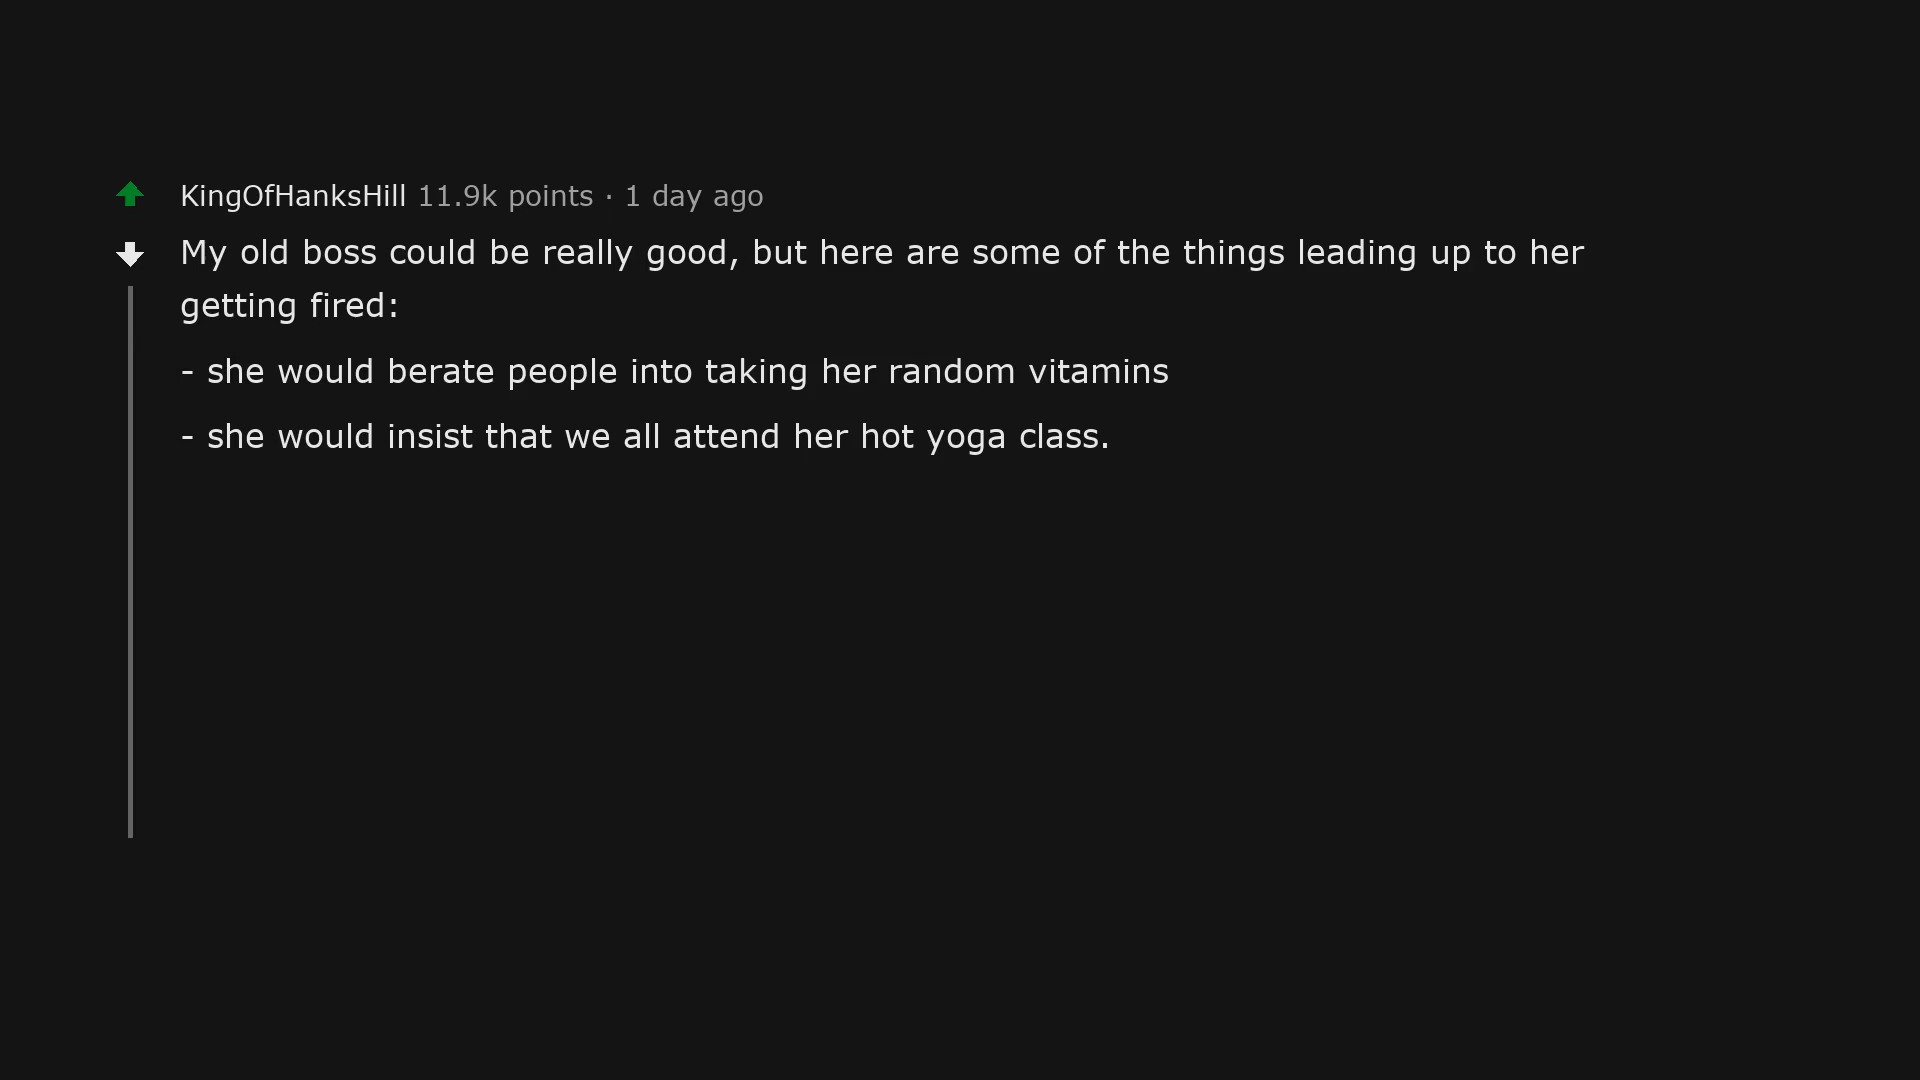 KingOfHanksHill 11.9k points · 1 day ago
My old boss could be really good, but here are some of the things leading up to her
getting fired:
- she would berate people into taking her random vitamins
- she would insist that we all attend her hot yoga class.